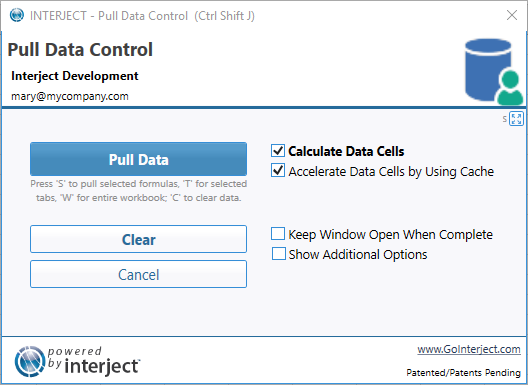 INTERJECT - Pull Data Control (Ctrl Shift J)
Pull Data Control
Interject Development
mary@mycompany.com
S
Pull Data
Press 'S' to pull selected formulas, 'T' for selected
tabs, 'W' for entire workbook; 'C' to clear data.
Calculate Data Cells
Accelerate Data Cells by Using Cache
Clear
Cancel
Keep Window Open When Complete
Show Additional Options
powered
by interject™
www.GoInterject.com
Patented/Patents Pending